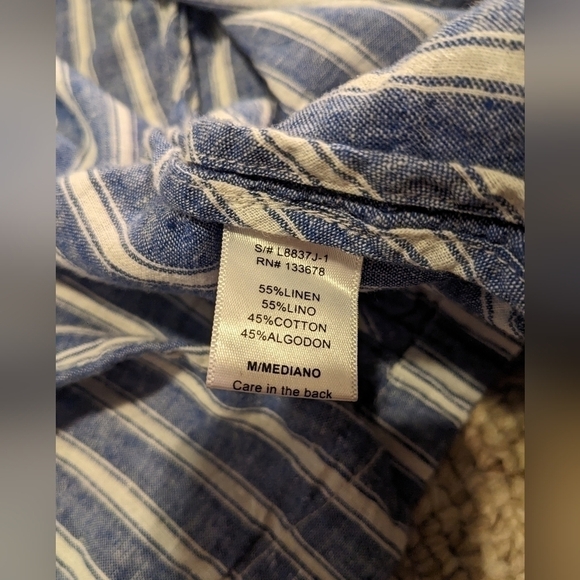 S/# L8837J-1
RN# 133678
55%LINEN
55%LINO
45%COTTON
45%ALGODON
M/MEDIANO
Care in the back